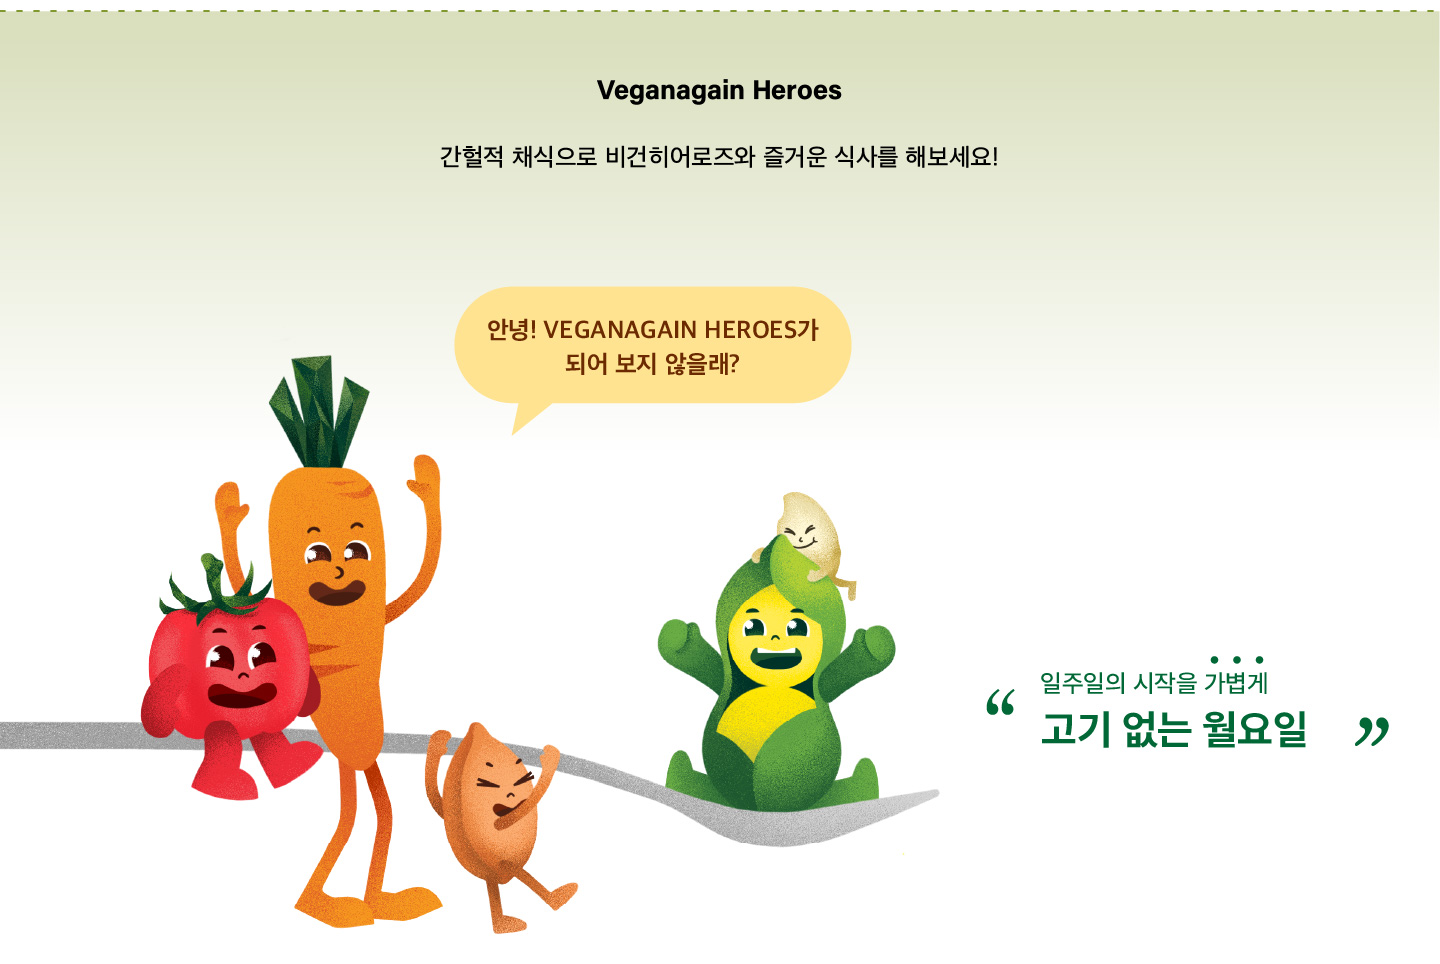 Veganagain Heroes
간헐적 채식으로 비건히어로즈와 즐거운 식사를 해보세요!
안녕! VEGANAGAIN HEROES가
되어 보지 않을래?
“ 일주일의 시작을 가볍게
고기 없는 월요일 ”